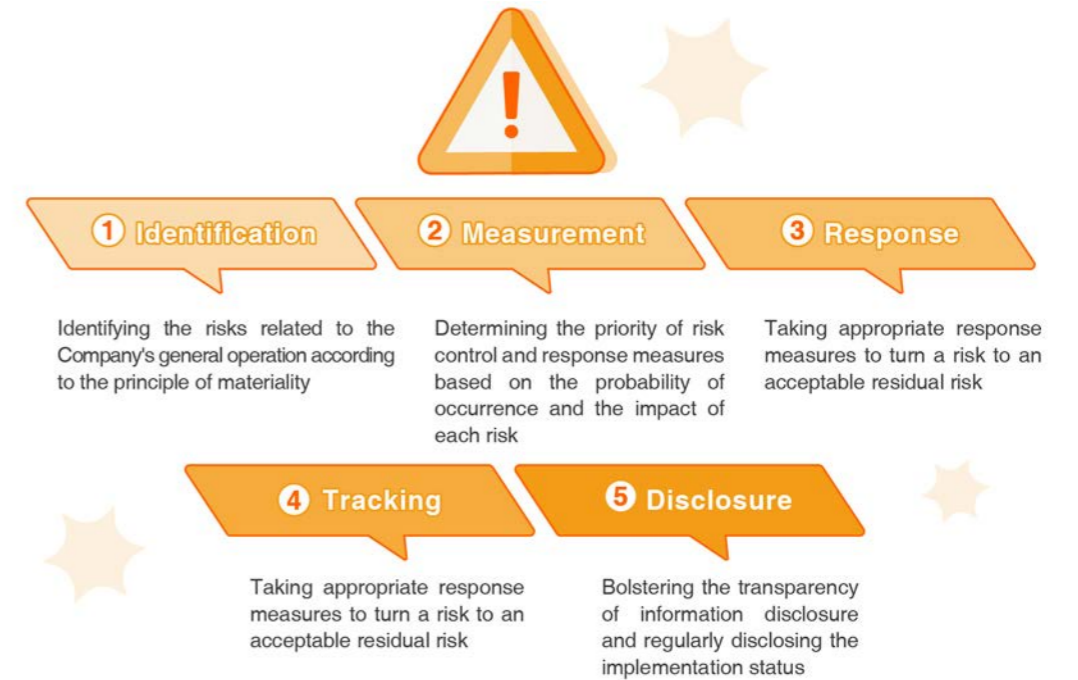 !
1 Identification
Identifying the risks related to the
Company's general operation according
to the principle of materiality
2 Measurement
Determining the priority of risk
control and response measures
based on the probability of
occurrence and the impact of
each risk
3 Response
Taking appropriate response
measures to turn a risk to an
acceptable residual risk
4 Tracking
Taking appropriate response
measures to turn a risk to an
acceptable residual risk
5 Disclosure
Bolstering the transparency
of information disclosure
and regularly disclosing the
implementation status